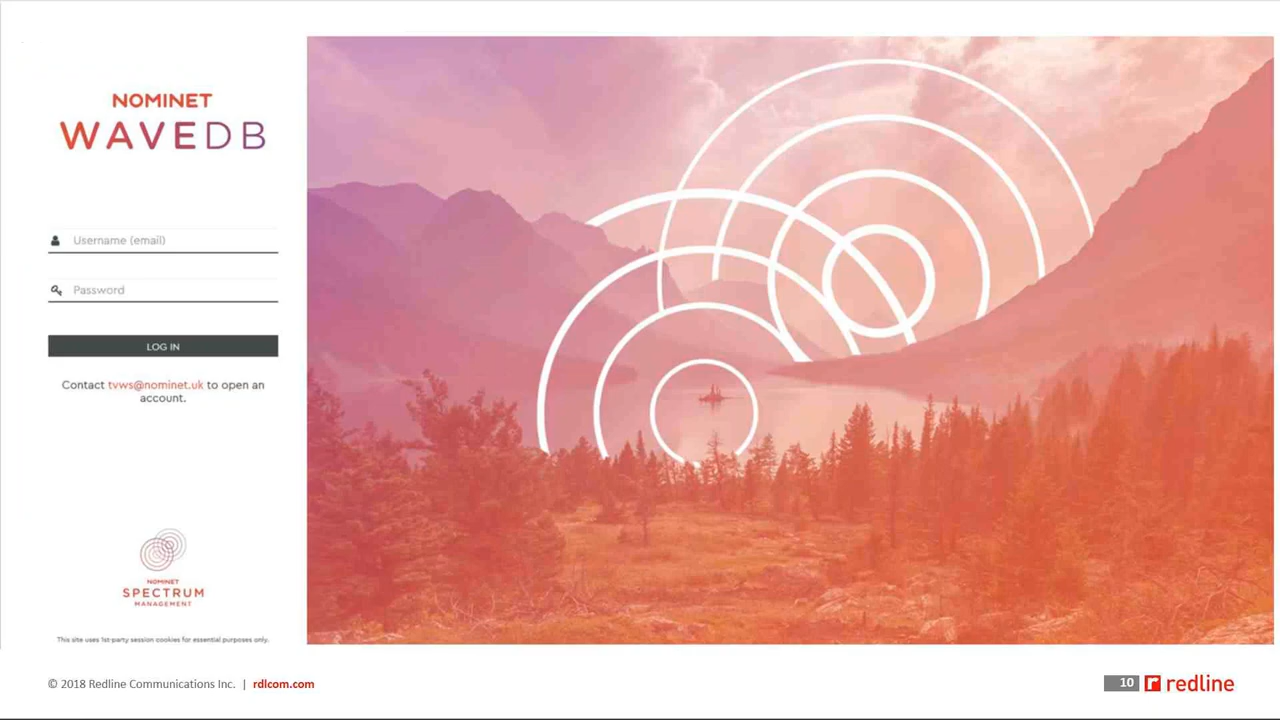 NOMINET
WAVEDB
Username (email)
Password
LOG IN
Contact tvws@nominet.uk to open an
account.
NOMINET
SPECTRUM
MANAGEMENT
This site uses 1st-party session cookies for essential purposes only.
© 2018 Redline Communications Inc. | rdlcom.com
10 redline